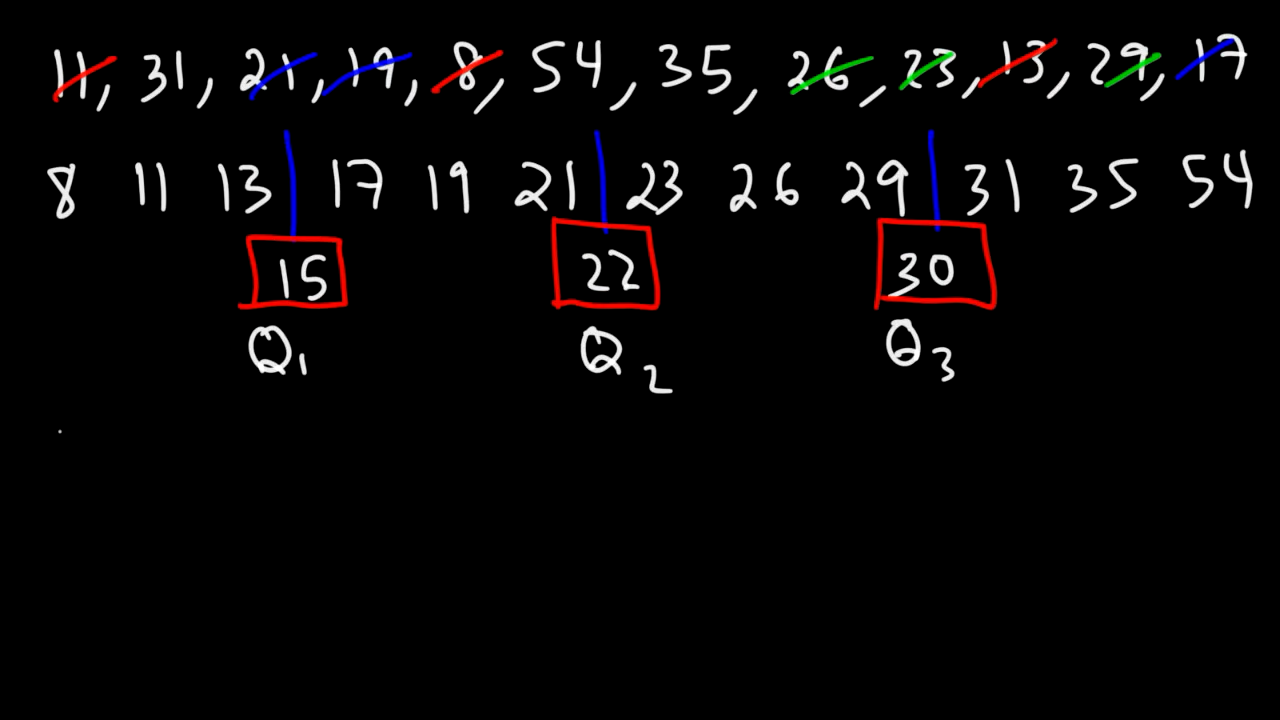 11, 31, 21, 19, 8, 54, 35, 26, 23, 13, 29, 17
8 11 13 17 19 21 23 26 29 31 35 54
15 22 30
Q1 Q2 Q3